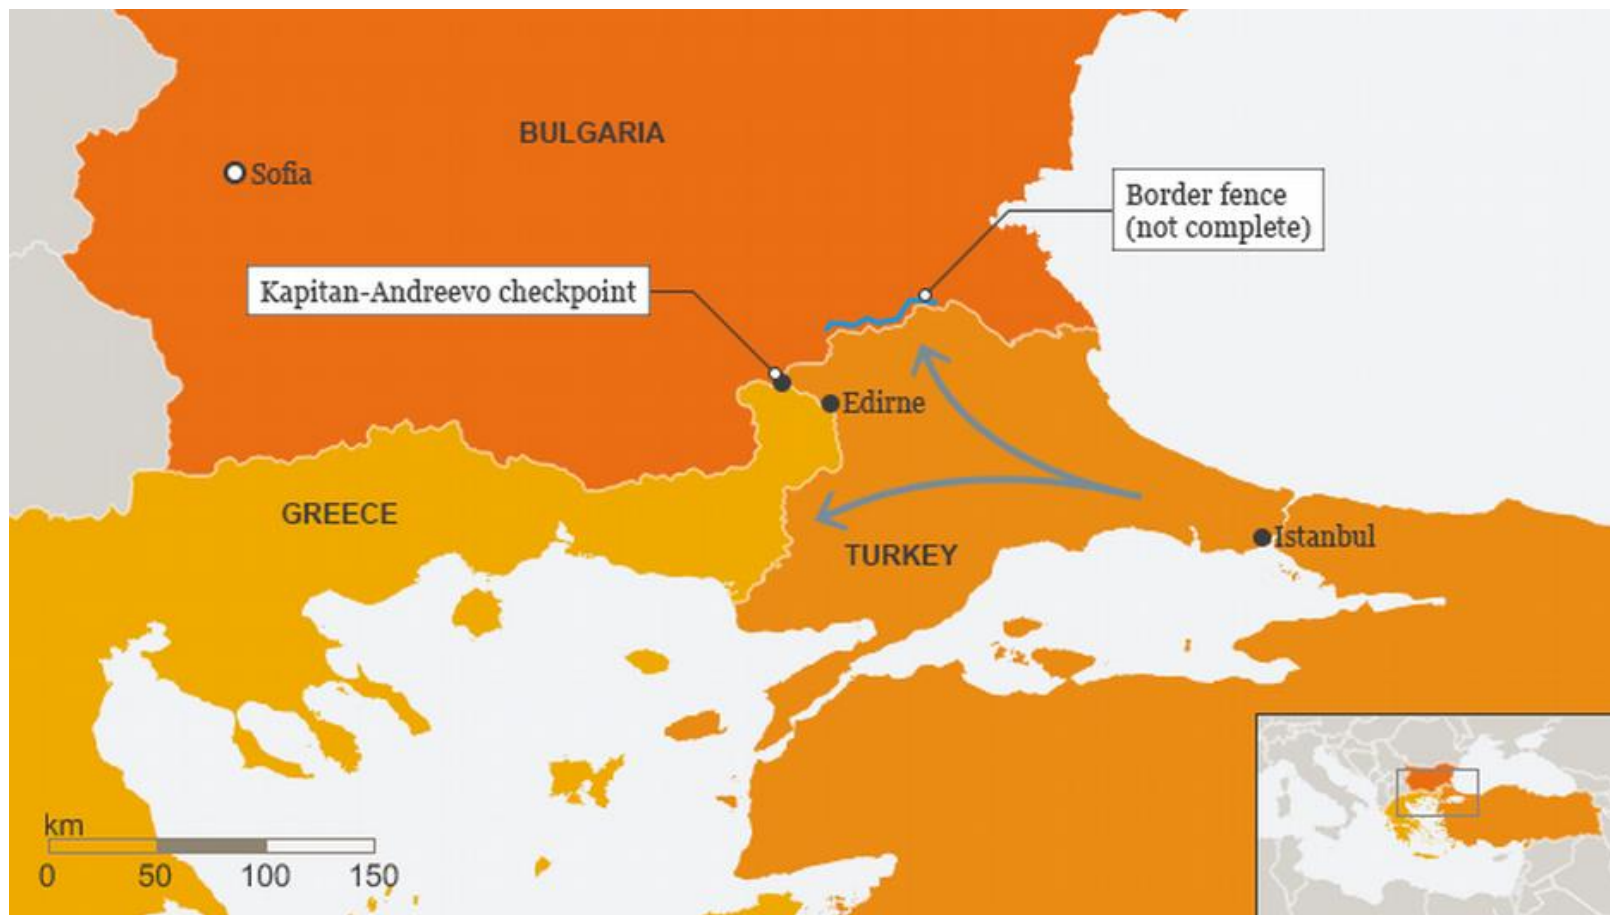 BULGARIA
Sofia
Border fence
(not complete)
Kapitan-Andreevo checkpoint
Edirne
GREECE
TURKEY
Istanbul
km
0 50 100 150